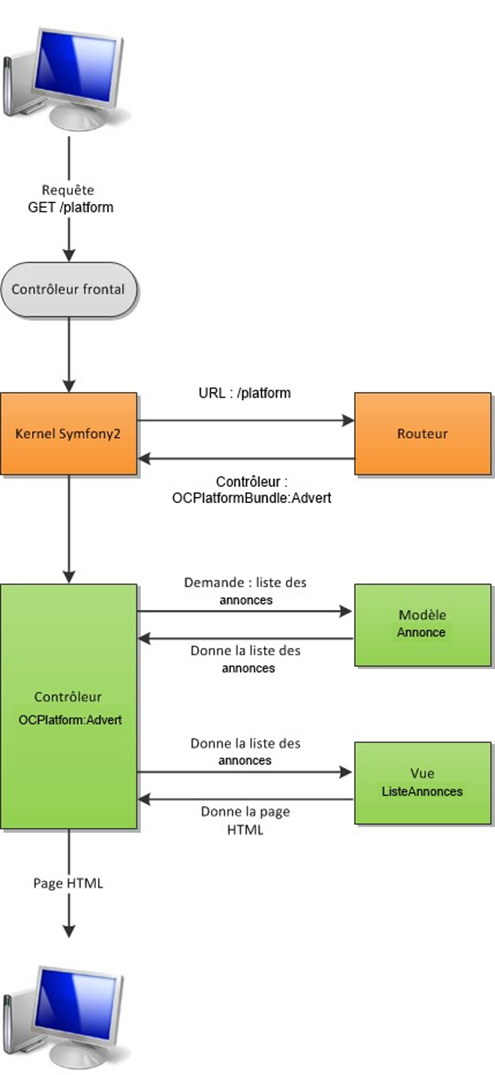 Requête
GET /platform
Contrôleur frontal
URL : /platform
Kernel Symfony2
Routeur
Contrôleur :
OCPlatformBundle:Advert
Demande : liste des
annonces
Modèle
Annonce
Donne la liste des
annonces
Contrôleur
OCPlatform:Advert
Donne la liste des
annonces
Vue
ListeAnnonces
Donne la page
HTML
Page HTML